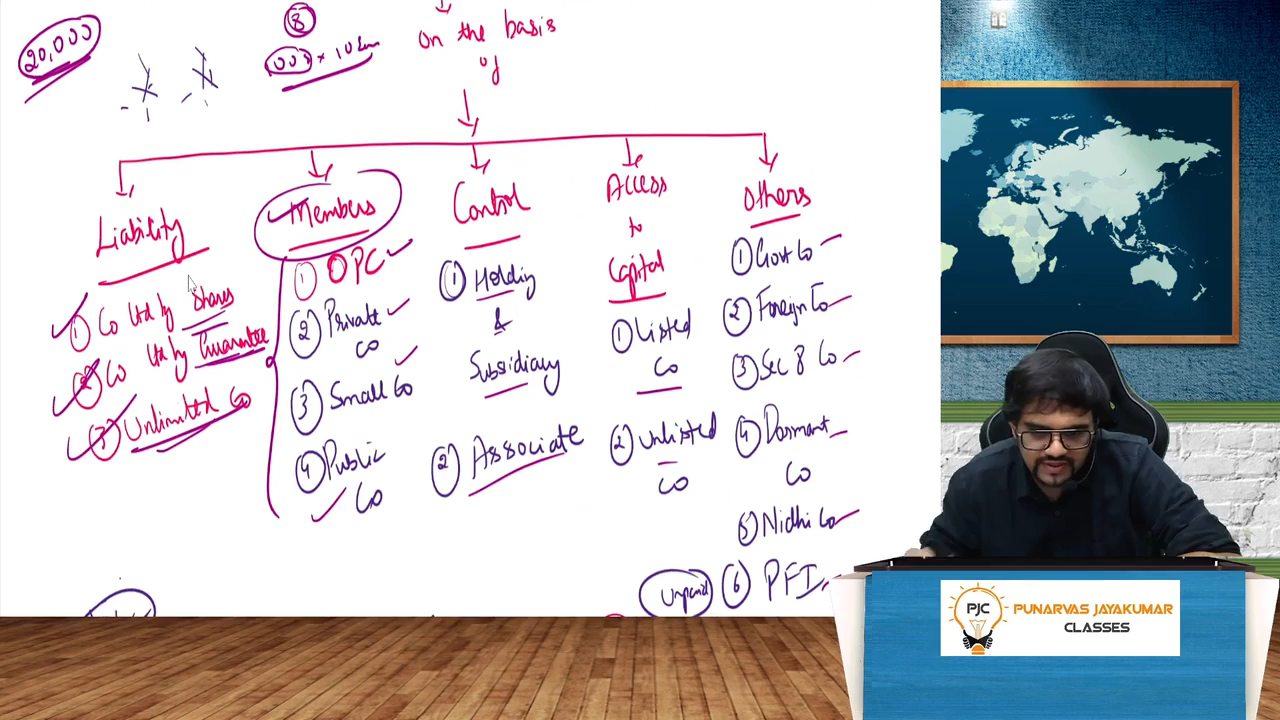 20,000
8
On the basis
of
Liability
① Co Ltd by Shares
② Co Ltd by Guarantee
③ Unlimited Co
Members
① OPC
② Private
Co
③ Small Co
④ Public
Co
Control
① Holding
&
Subsidiary
② Associate
Access
to
Capital
① Listed
Co
② Unlisted
Co
Others
① Govt Co
② Foreign Co
③ Sec 8 Co
④ Dormant
Co
⑤ Nidhi Co
⑥ PFI
PJC
PUNARVAS JAYAKUMAR
CLASSES